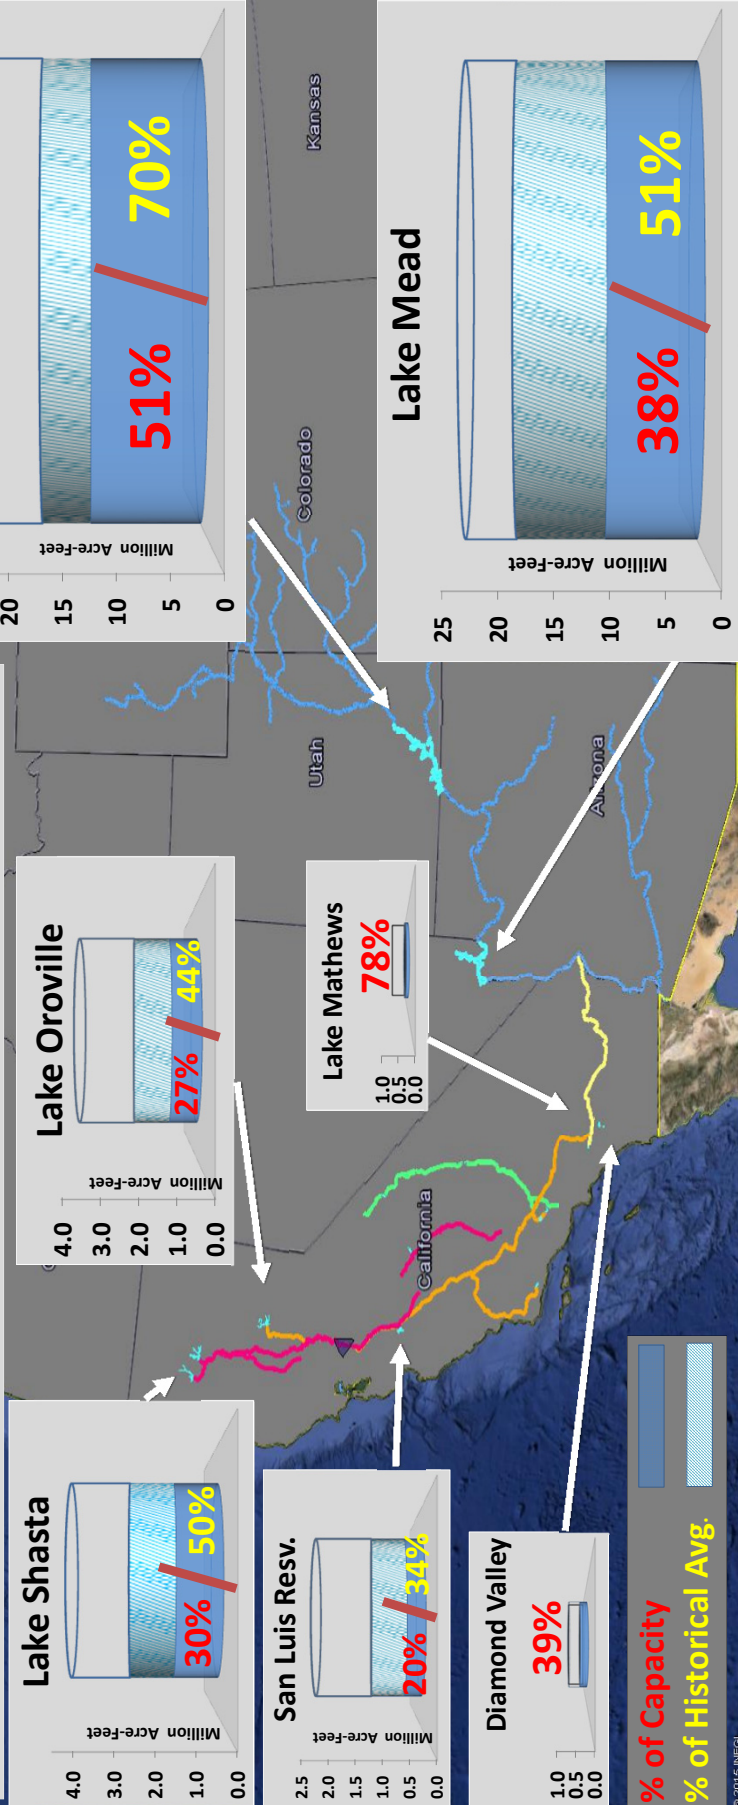 Lake Shasta
Million Acre-Feet
4.0
3.0
2.0
1.0
0.0
30%
50%
San Luis Resv.
Million Acre-Feet
2.5
2.0
1.5
1.0
0.5
0.0
20%
34%
Diamond Valley
1.0
0.5
0.0
39%
% of Capacity
% of Historical Avg.
Lake Oroville
Million Acre-Feet
4.0
3.0
2.0
1.0
0.0
27%
44%
Lake Mathews
1.0
0.5
0.0
78%
California
Utah
Arizona
Colorado
Kansas
20
15
10
5
0
Million Acre-Feet
51%
70%
Lake Mead
Million Acre-Feet
25
20
15
10
5
0
38%
51%